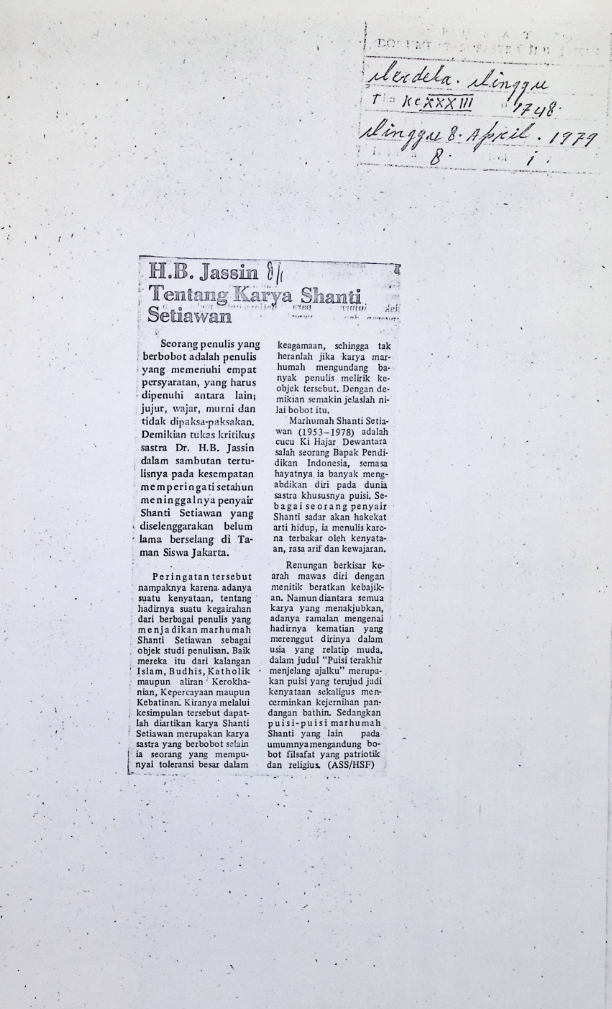 Merdeka. Minggu
Th Ke XXXIII 1748.
Minggu 8. April. 1979
8. 1.
H.B. Jassin 8/1
Tentang Karya Shanti
Setiawan
Seorang penulis yang
berbobot adalah penulis
yang memenuhi empat
persyaratan, yang harus
dipenuhi antara lain;
jujur, wajar, murni dan
tidak dipaksa-paksakan.
Demikian tukas kritikus
sastra Dr. H.B. Jassin
dalam sambutan tertu-
lisnya pada kesempatan
memperingati setahun
meninggalnya penyair
Shanti Setiawan yang
diselenggarakan belum
lama berselang di Ta-
man Siswa Jakarta.
Peringatan tersebut
nampaknya karena adanya
suatu kenyataan, tentang
hadirnya suatu kegairahan
dari berbagai penulis yang
menjadikan marhumah
Shanti Setiawan sebagai
objek studi penulisan. Baik
mereka itu dari kalangan
Islam, Budhis, Katholik
maupun aliran Kerokha-
nian, Kepercayaan maupun
Kebatinan. Kiranya melalui
kesimpulan tersebut dapat-
lah diartikan karya Shanti
Setiawan merupakan karya
sastra yang berbobot selain
ia seorang yang mempu-
nyai toleransi besar dalam
keagamaan, sehingga tak
heranlah jika karya mar-
humah mengundang ba-
nyak penulis melirik ke-
objek tersebut. Dengan de-
mikian semakin jelaslah ni-
lai bobot itu.
Marhumah Shanti Setia-
wan (1953-1978) adalah
cucu Ki Hajar Dewantara
salah seorang Bapak Pendi-
dikan Indonesia, semasa
hayatnya ia banyak meng-
abdikan diri pada dunia
sastra khususnya puisi. Se-
bagai seorang penyair
Shanti sadar akan hakekat
arti hidup, ia menulis kare-
na terbakar oleh kenyata-
an, rasa arif dan kewajaran.
Renungan berkisar ke-
arah mawas diri dengan
menitik beratkan kebajik-
an. Namun diantara semua
karya yang menakjubkan,
adanya ramalan mengenai
hadirnya kematian yang
merenggut dirinya dalam
usia yang relatip muda,
dalam judul "Puisi terakhir
menjelang ajalku" merupa-
kan puisi yang terujud jadi
kenyataan sekaligus men-
cerminkan kejernihan pan-
dangan bathin. Sedangkan
puisi-puisi marhumah
Shanti yang lain pada
umumnya mengandung bo-
bot filsafat yang patriotik
dan religius. (ASS/HSF)